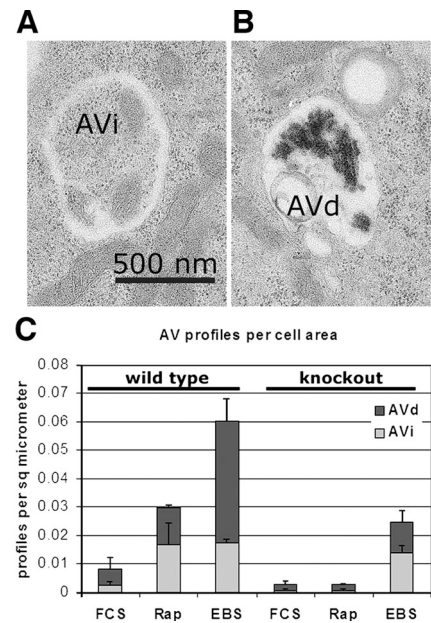 A
B
AVi
AVd
500 nm
C
AV profiles per cell area
wild type
knockout
AVd
AVi
profiles per sq micrometer
0.08
0.07
0.06
0.05
0.04
0.03
0.02
0.01
0
FCS Rap EBS FCS Rap EBS